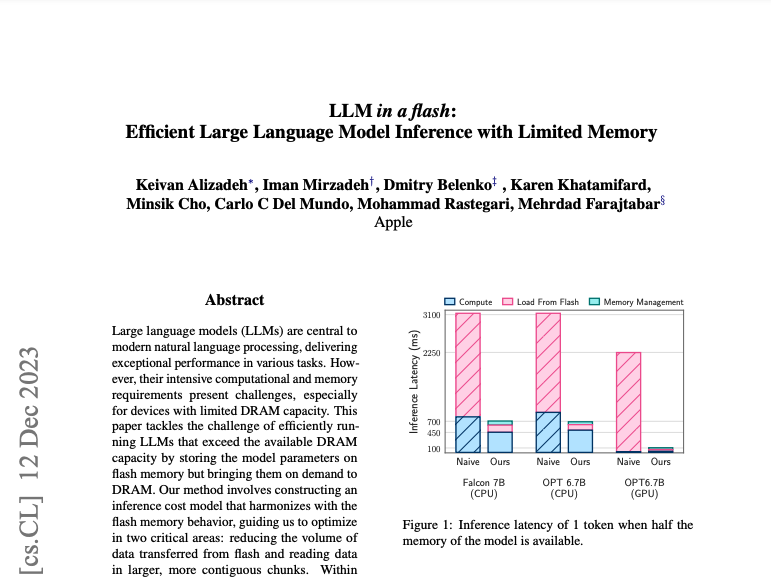 LLM in a flash:
Efficient Large Language Model Inference with Limited Memory
Keivan Alizadeh*, Iman Mirzadeh†, Dmitry Belenko‡ , Karen Khatamifard,
Minsik Cho, Carlo C Del Mundo, Mohammad Rastegari, Mehrdad Farajtabar§
Apple
[cs.CL] 12 Dec 2023
Abstract
Large language models (LLMs) are central to
modern natural language processing, delivering
exceptional performance in various tasks. How-
ever, their intensive computational and memory
requirements present challenges, especially
for devices with limited DRAM capacity. This
paper tackles the challenge of efficiently run-
ning LLMs that exceed the available DRAM
capacity by storing the model parameters on
flash memory but bringing them on demand to
DRAM. Our method involves constructing an
inference cost model that harmonizes with the
flash memory behavior, guiding us to optimize
in two critical areas: reducing the volume of
data transferred from flash and reading data
in larger, more contiguous chunks. Within
Compute Load From Flash Memory Management
Inference Latency (ms)
3100
2250
700
450
100
Naive Ours Naive Ours Naive Ours
Falcon 7B OPT 6.7B OPT6.7B
(CPU) (CPU) (GPU)
Figure 1: Inference latency of 1 token when half the
memory of the model is available.